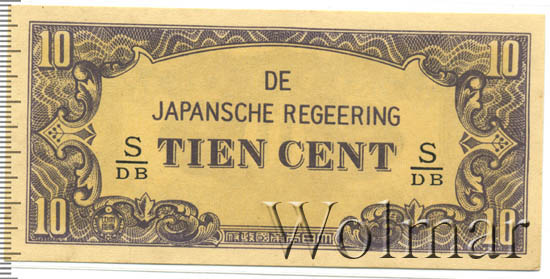 10 10
DE
JAPANSCHE REGEERING
S/DB TIEN CENT S/DB
10 10
Wolmar